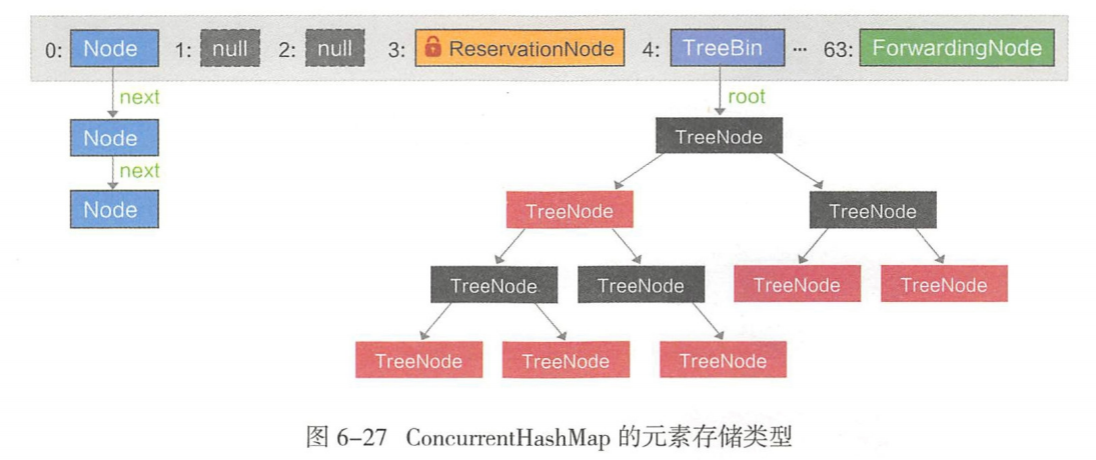 0: Node 1: null 2: null 3: ReservationNode 4: TreeBin ... 63: ForwardingNode
next root
Node TreeNode
next
Node TreeNode TreeNode
TreeNode TreeNode TreeNode TreeNode
TreeNode TreeNode TreeNode
图 6-27 ConcurrentHashMap 的元素存储类型